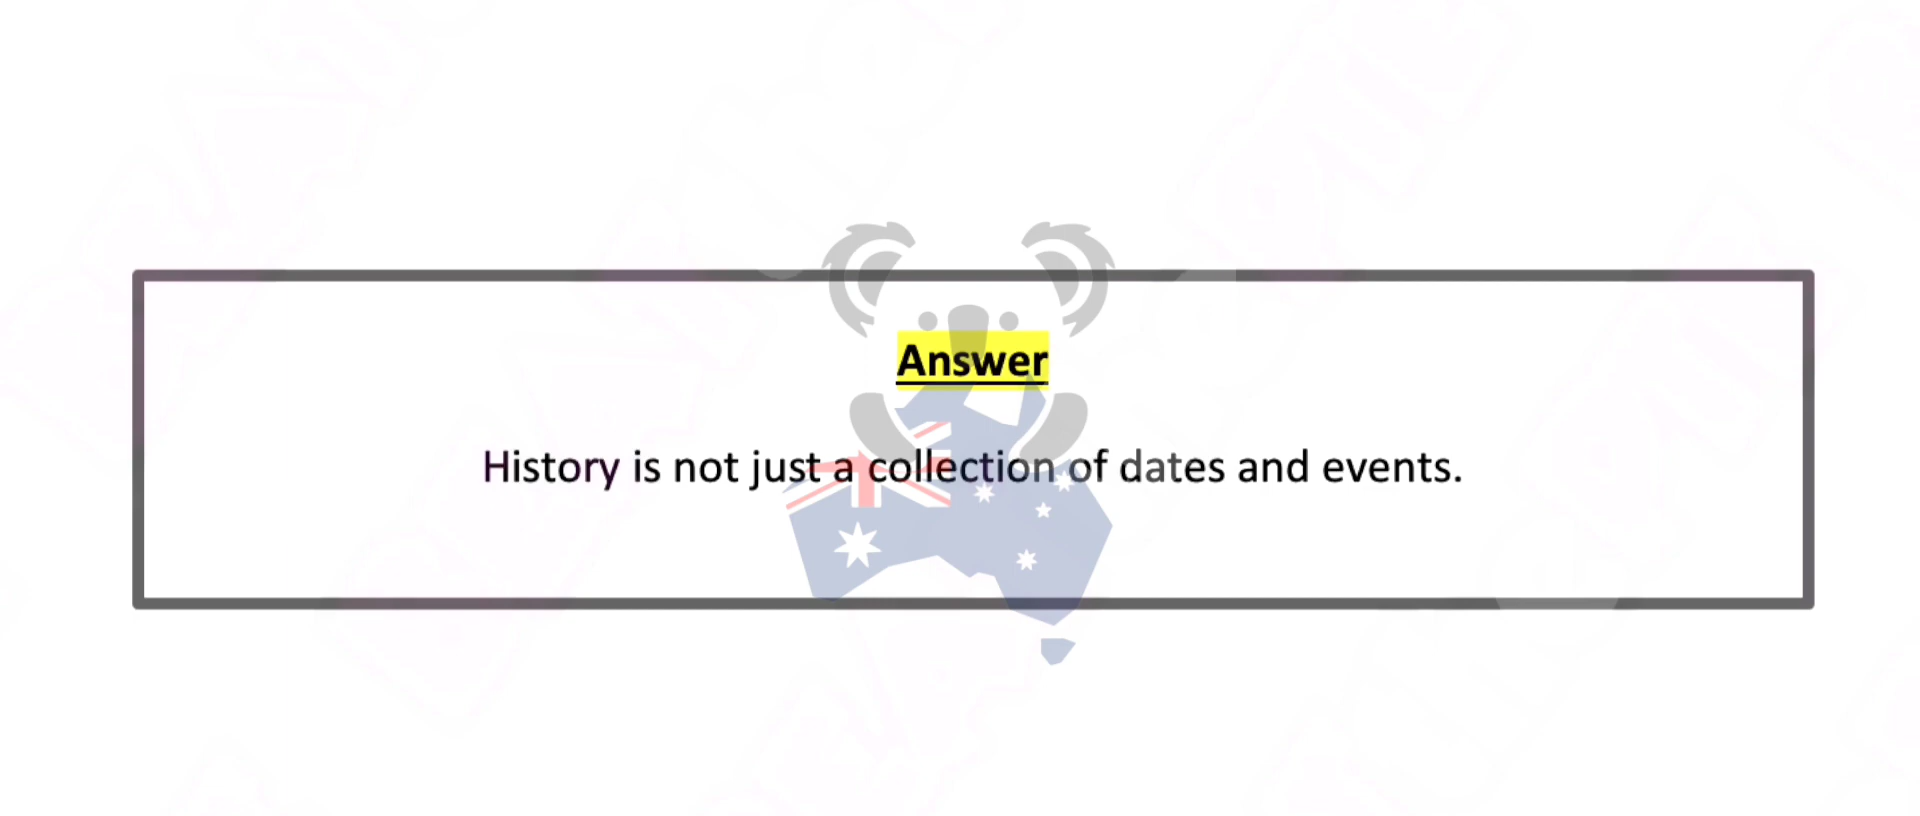 Answer
History is not just a collection of dates and events.